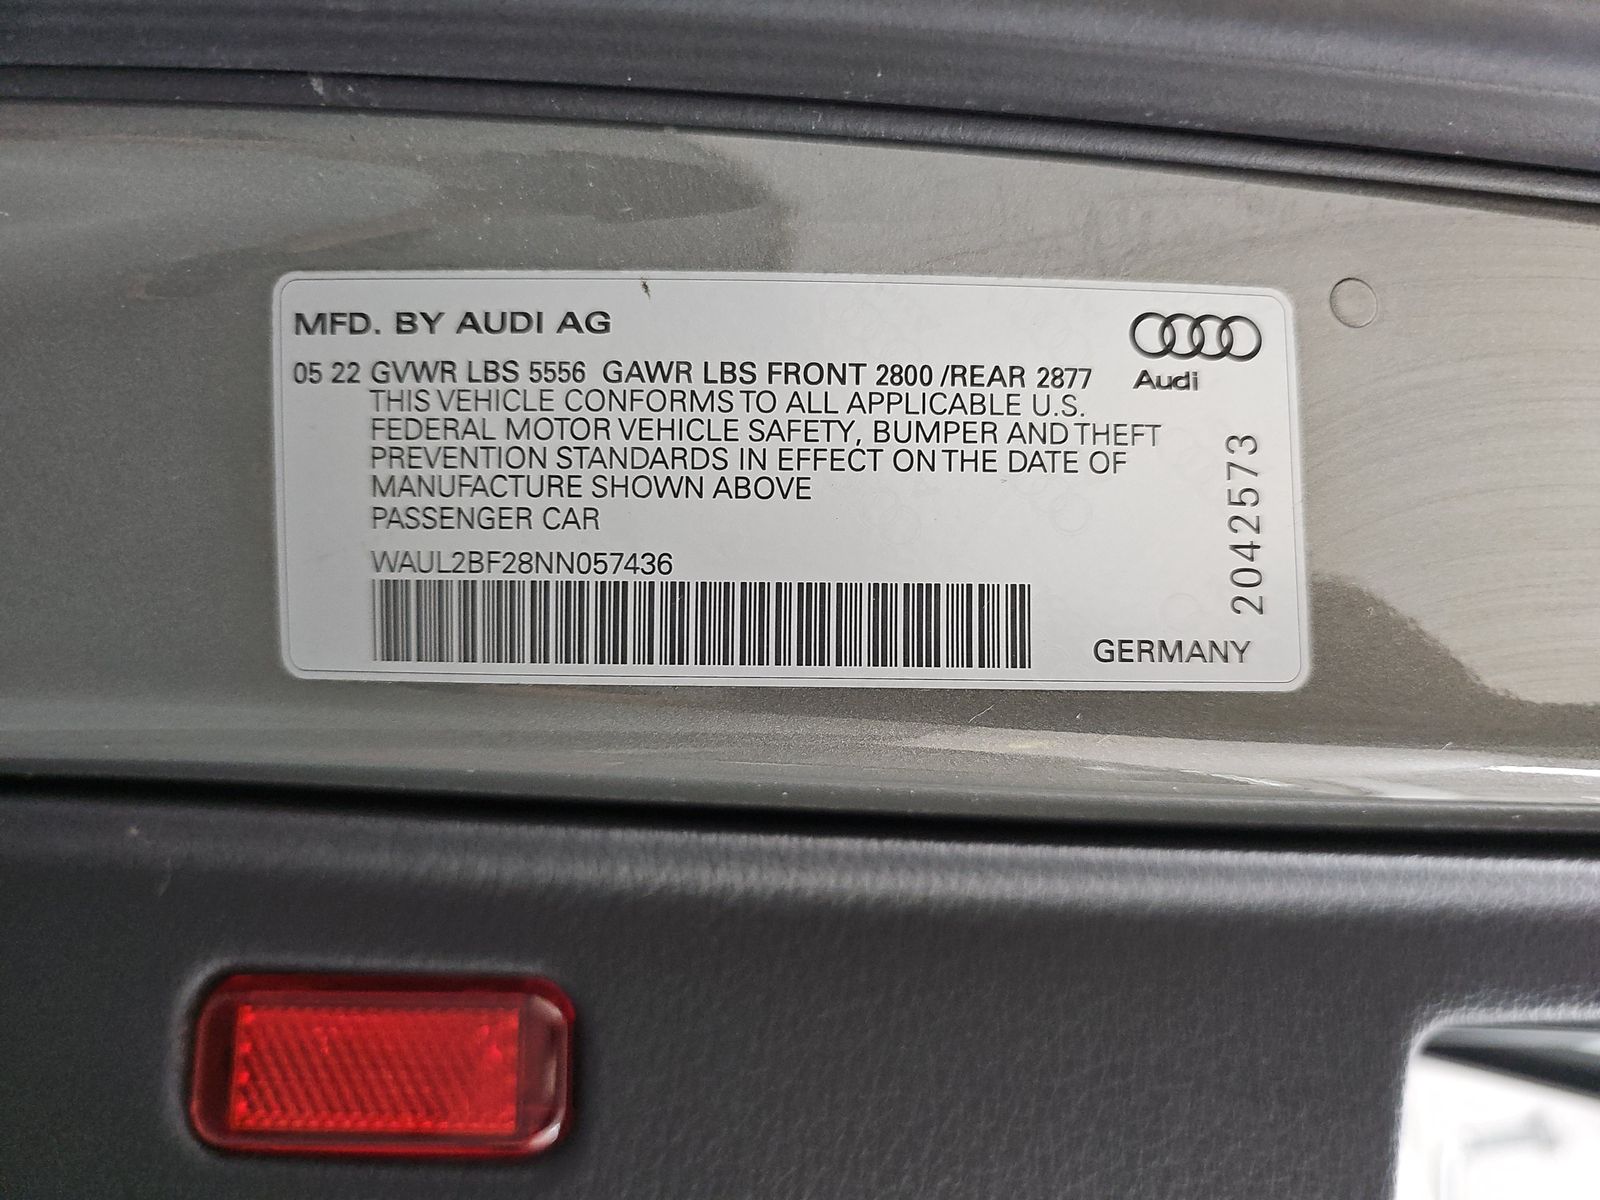 MFD. BY AUDI AG
Audi
05 22 GVWR LBS 5556 GAWR LBS FRONT 2800 /REAR 2877
THIS VEHICLE CONFORMS TO ALL APPLICABLE U.S.
FEDERAL MOTOR VEHICLE SAFETY, BUMPER AND THEFT
PREVENTION STANDARDS IN EFFECT ON THE DATE OF
MANUFACTURE SHOWN ABOVE
PASSENGER CAR
WAUL2BF28NN057436
2042573
GERMANY